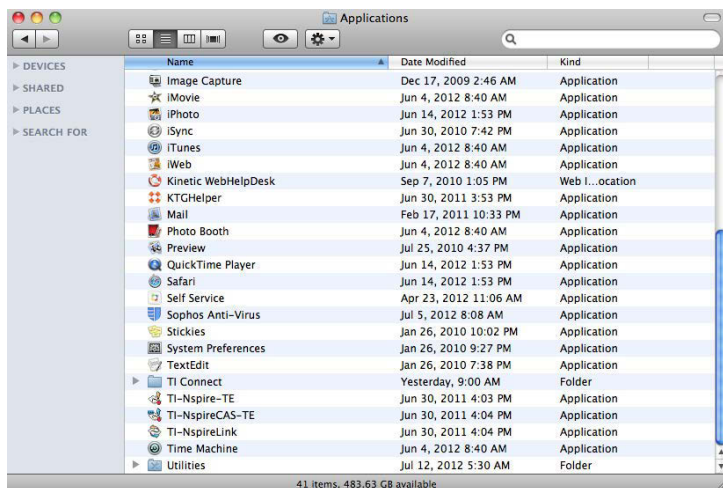 Applications
Name Date Modified Kind
DEVICES
SHARED
PLACES
SEARCH FOR
Image Capture Dec 17, 2009 2:46 AM Application
iMovie Jun 4, 2012 8:40 AM Application
iPhoto Jun 14, 2012 1:53 PM Application
iSync Jun 30, 2010 7:42 PM Application
iTunes Jun 4, 2012 8:40 AM Application
iWeb Jun 4, 2012 8:40 AM Application
Kinetic WebHelpDesk Sep 7, 2010 1:05 PM Web I...ocation
KTGHelper Jun 30, 2011 3:53 PM Application
Mail Feb 17, 2011 10:33 PM Application
Photo Booth Jun 4, 2012 8:40 AM Application
Preview Jul 25, 2010 4:37 PM Application
QuickTime Player Jun 14, 2012 1:53 PM Application
Safari Jun 14, 2012 1:53 PM Application
Self Service Apr 23, 2012 11:06 AM Application
Sophos Anti-Virus Jul 5, 2012 8:08 AM Application
Stickies Jan 26, 2010 10:02 PM Application
System Preferences Jan 26, 2010 9:27 PM Application
TextEdit Jan 26, 2010 7:38 PM Application
TI Connect Yesterday, 9:00 AM Folder
TI-Nspire-TE Jun 30, 2011 4:03 PM Application
TI-NspireCAS-TE Jun 30, 2011 4:04 PM Application
TI-NspireLink Jun 30, 2011 4:04 PM Application
Time Machine Jun 4, 2012 8:40 AM Application
Utilities Jul 12, 2012 5:30 AM Folder
41 items, 483.63 GB available